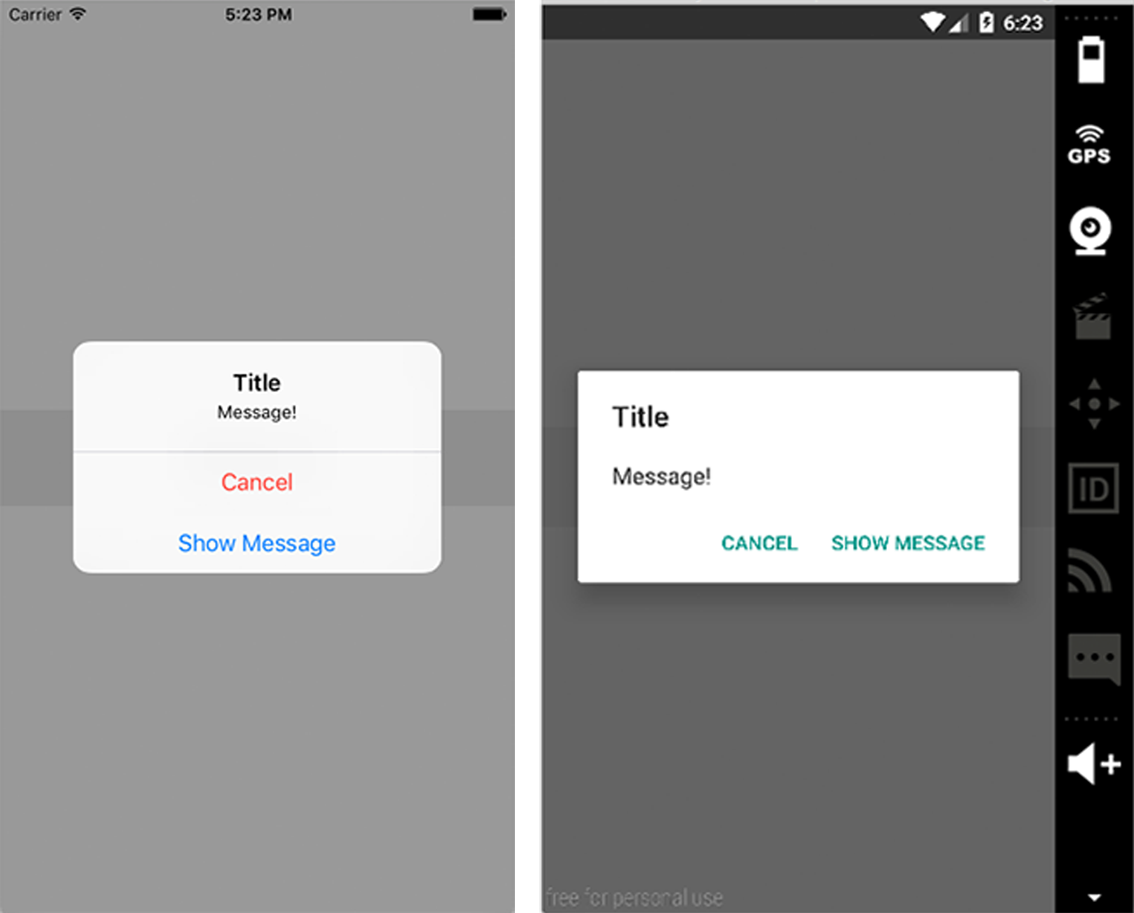 Carrier 5:23 PM
Title
Message!
Cancel
Show Message
6:23
Title
Message!
CANCEL SHOW MESSAGE
free for personal use
GPS
ID